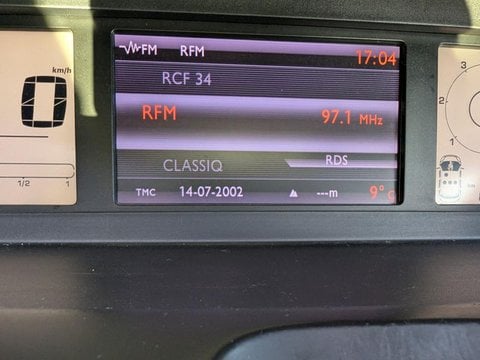 FM RFM 17:04
km/h
RCF 34
0
RFM 97.1 MHz
CLASSIQ RDS
1/2 1
TMC 14-07-2002 ---m 9°C
3
2
1